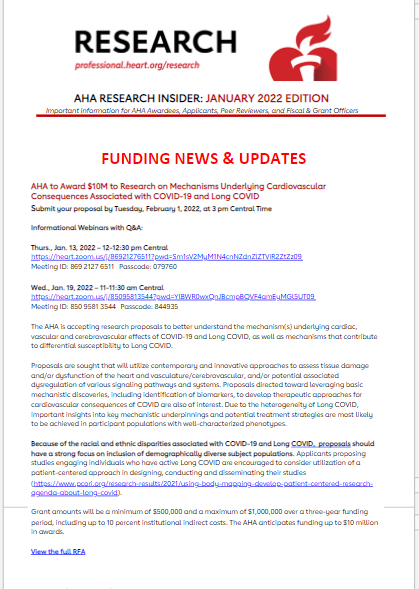 RESEARCH
professional.heart.org/research
AHA RESEARCH INSIDER: JANUARY 2022 EDITION
Important information for AHA Awardees, Applicants, Peer Reviewers, and Fiscal & Grant Officers
FUNDING NEWS & UPDATES
AHA to Award $10M to Research on Mechanisms Underlying Cardiovascular
Consequences Associated with COVID-19 and Long COVID
Submit your proposal by Tuesday, February 1, 2022, at 3 pm Central Time
Informational Webinars with Q&A:
Thurs., Jan. 13, 2022 – 12-12:30 pm Central
Meeting ID: 869 2127 6511 Passcode: 079760
Wed., Jan. 19, 2022 – 11-11:30 am Central
Meeting ID: 850 9581 3544 Passcode: 844935
The AHA is accepting research proposals to better understand the mechanism(s) underlying cardiac,
vascular and cerebrovascular effects of COVID-19 and Long COVID, as well as mechanisms that contribute
to differential susceptibility to Long COVID.
Proposals are sought that will utilize contemporary and innovative approaches to assess tissue damage
and/or dysfunction of the heart and vasculature/cerebrovascular, and/or potential associated
dysregulation of various signaling pathways and systems. Proposals directed toward leveraging basic
mechanistic discoveries, including identification of biomarkers, to develop therapeutic approaches for
cardiovascular consequences of COVID are also of interest. Due to the heterogeneity of Long COVID,
important insights into key mechanistic underpinnings and potential treatment strategies are most likely
to be achieved in participant populations with well-characterized phenotypes.
Because of the racial and ethnic disparities associated with COVID-19 and Long COVID, proposals should
have a strong focus on inclusion of demographically diverse subject populations. Applicants proposing
studies engaging individuals who have active Long COVID are encouraged to consider utilization of a
patient-centered approach in designing, conducting and disseminating their studies
(https://www.pcori.org/research-results/2021/using-body-mapping-develop-patient-centered-research-
agenda-about-long-covid).
Grant amounts will be a minimum of $500,000 and a maximum of $1,000,000 over a three-year funding
period, including up to 10 percent institutional indirect costs. The AHA anticipates funding up to $10 million
in awards.
View the full RFA